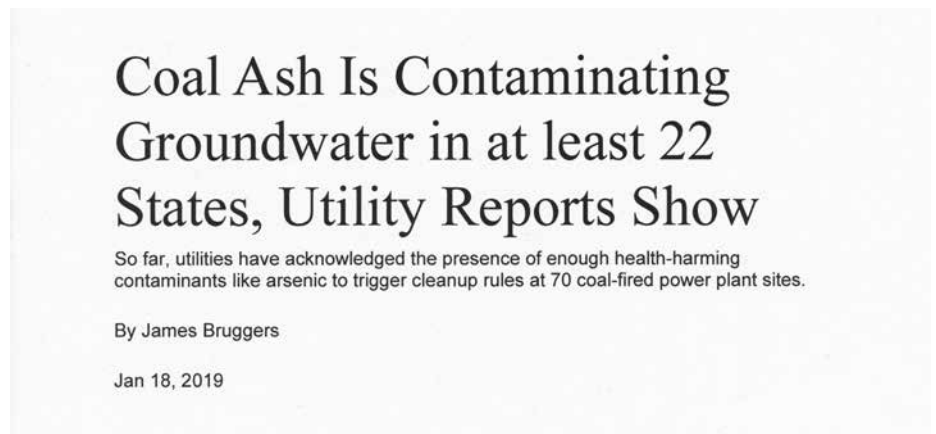 Coal Ash Is Contaminating
Groundwater in at least 22
States, Utility Reports Show
So far, utilities have acknowledged the presence of enough health-harming
contaminants like arsenic to trigger cleanup rules at 70 coal-fired power plant sites.
By James Bruggers
Jan 18, 2019